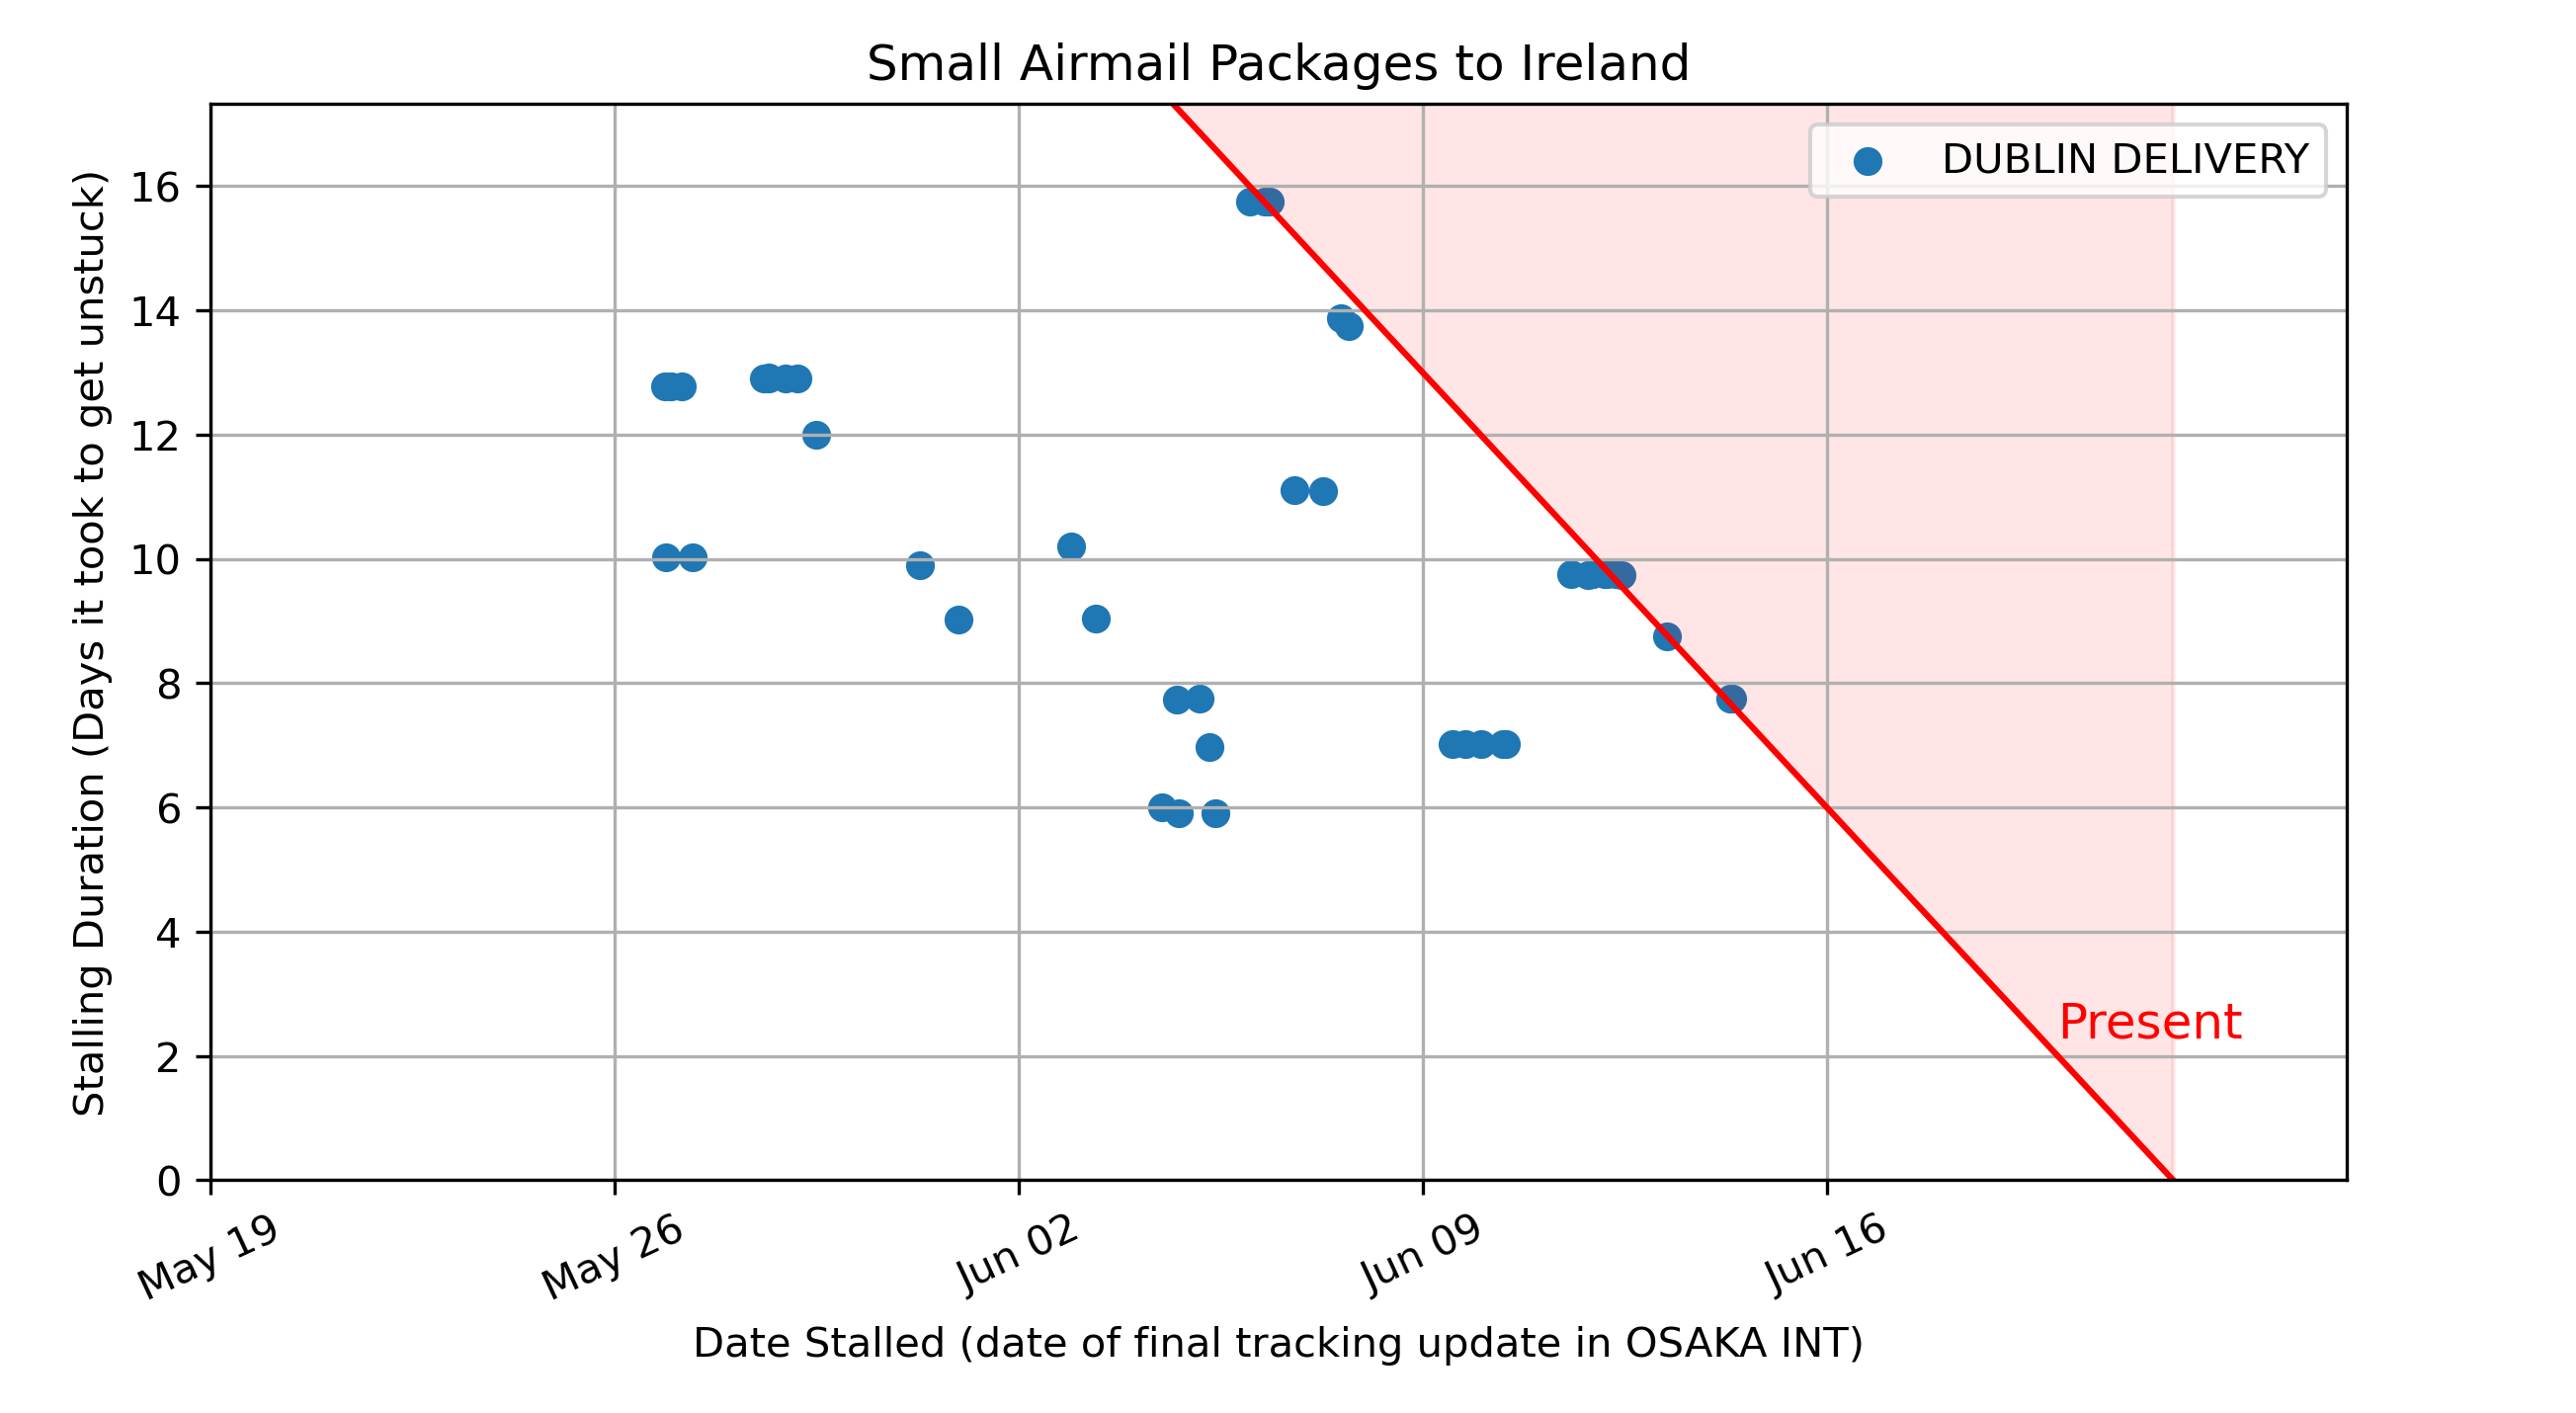 Small Airmail Packages to Ireland
DUBLIN DELIVERY
Stalling Duration (Days it took to get unstuck)
16
14
12
10
8
6
4
2
0
Present
May 19
May 26
Jun 02
Jun 09
Jun 16
Date Stalled (date of final tracking update in OSAKA INT)